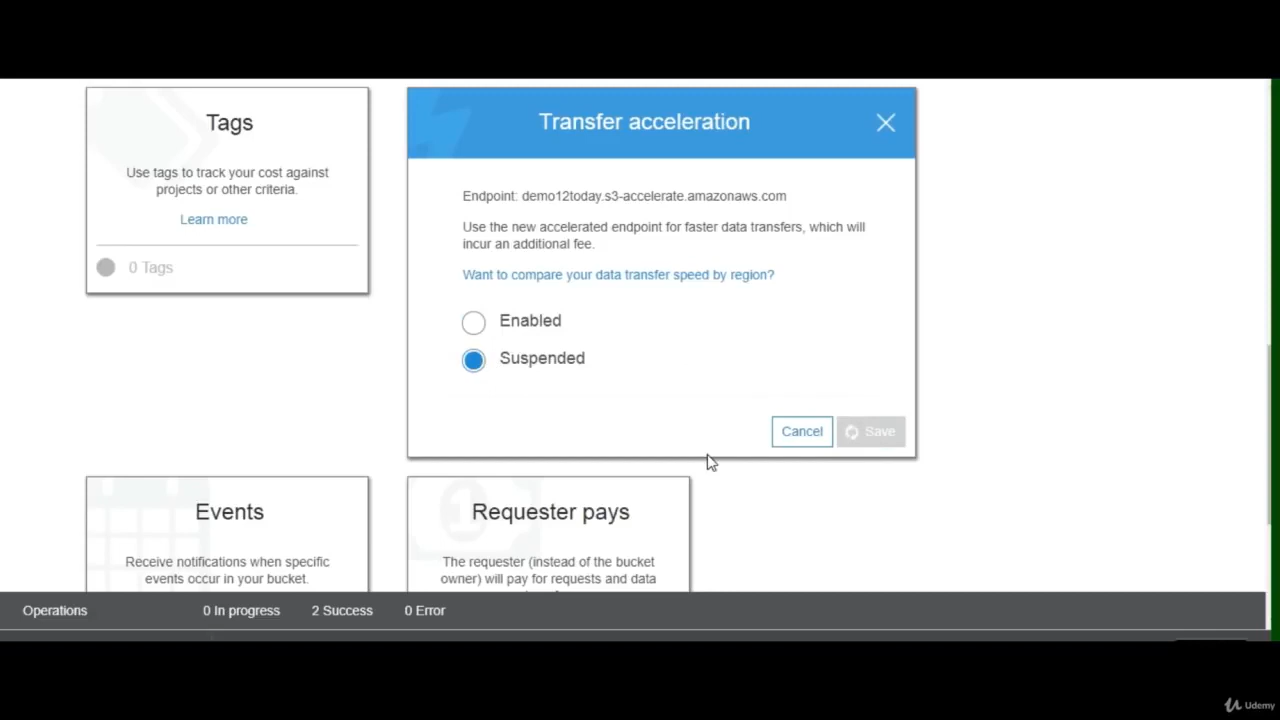 Tags
Use tags to track your cost against
projects or other criteria.
Learn more
0 Tags
Transfer acceleration
Endpoint: demo12today.s3-accelerate.amazonaws.com
Use the new accelerated endpoint for faster data transfers, which will
incur an additional fee.
Want to compare your data transfer speed by region?
Enabled
Suspended
Cancel
Save
Events
Receive notifications when specific
events occur in your bucket.
Requester pays
The requester (instead of the bucket
owner) will pay for requests and data
Operations
0 In progress
2 Success
0 Error
Udemy